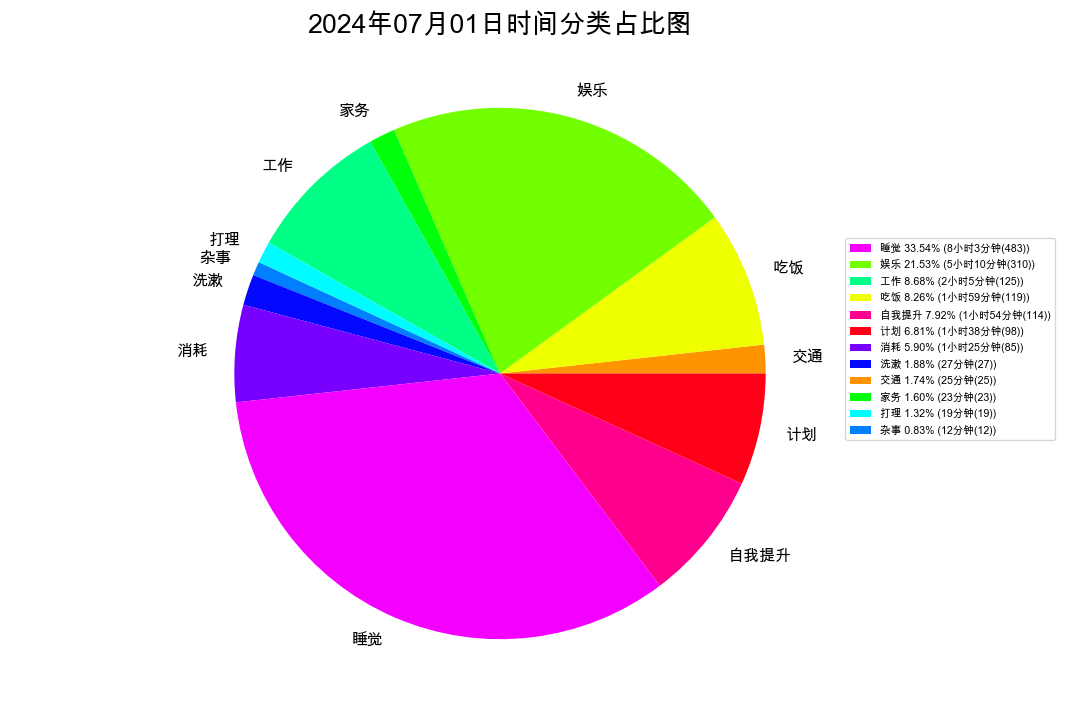 2024年07月01日时间分类占比图
娱乐
家务
工作
打理
杂事
洗漱
消耗
睡觉
吃饭
交通
计划
自我提升
睡觉 33.54% (8小时3分钟(483))
娱乐 21.53% (5小时10分钟(310))
工作 8.68% (2小时5分钟(125))
吃饭 8.26% (1小时59分钟(119))
自我提升 7.92% (1小时54分钟(114))
计划 6.81% (1小时38分钟(98))
消耗 5.90% (1小时25分钟(85))
洗漱 1.88% (27分钟(27))
交通 1.74% (25分钟(25))
家务 1.60% (23分钟(23))
打理 1.32% (19分钟(19))
杂事 0.83% (12分钟(12))